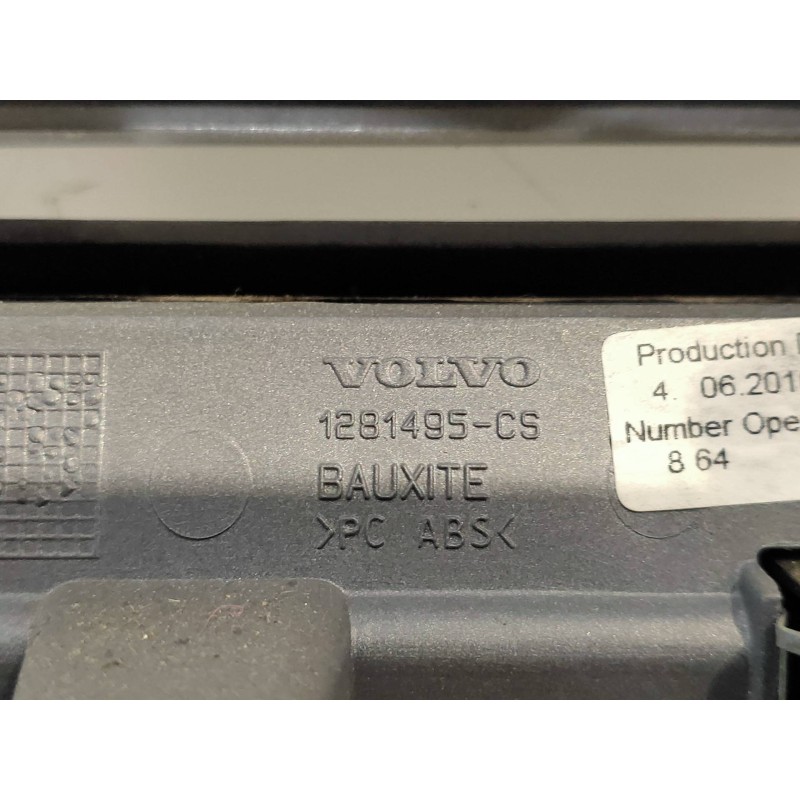 VOLVO
1281495-CS
BAUXITE
>PC ABS<
Production
4. 06.201
Number Ope
8 64